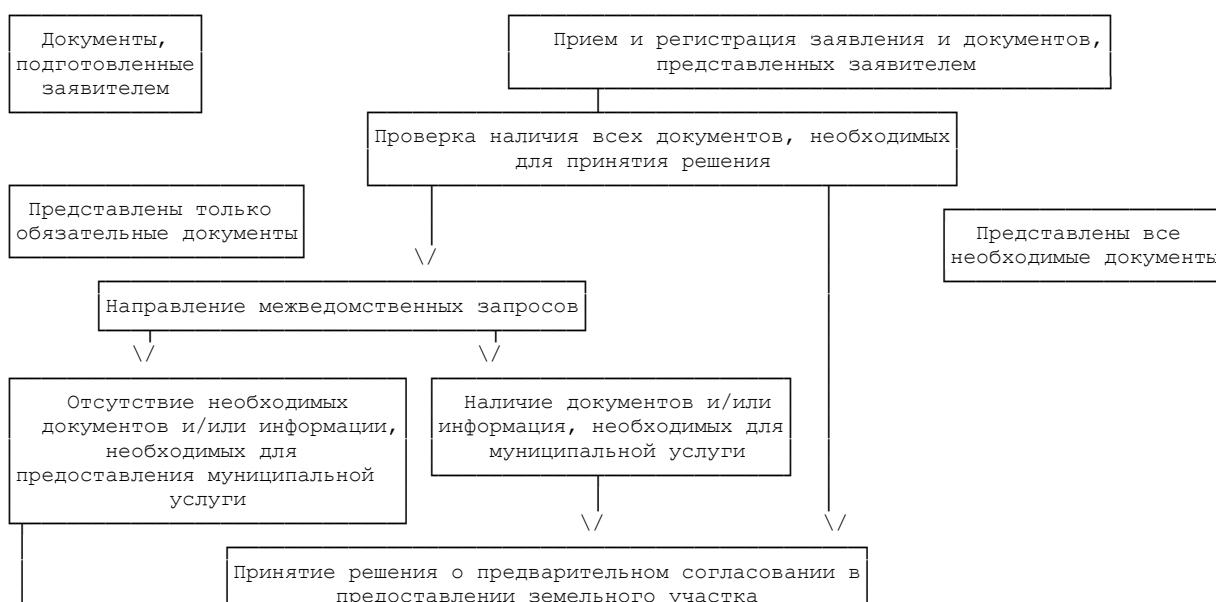 Документы,
подготовленные
заявителем
Прием и регистрация заявления и документов,
представленных заявителем
Проверка наличия всех документов, необходимых
для принятия решения
Представлены только
обязательные документы
Представлены все
необходимые документы
Направление межведомственных запросов
Отсутствие необходимых
документов и/или информации,
необходимых для
предоставления муниципальной
услуги
Наличие документов и/или
информация, необходимых для
муниципальной услуги
Принятие решения о предварительном согласовании в
предоставлении земельного участка